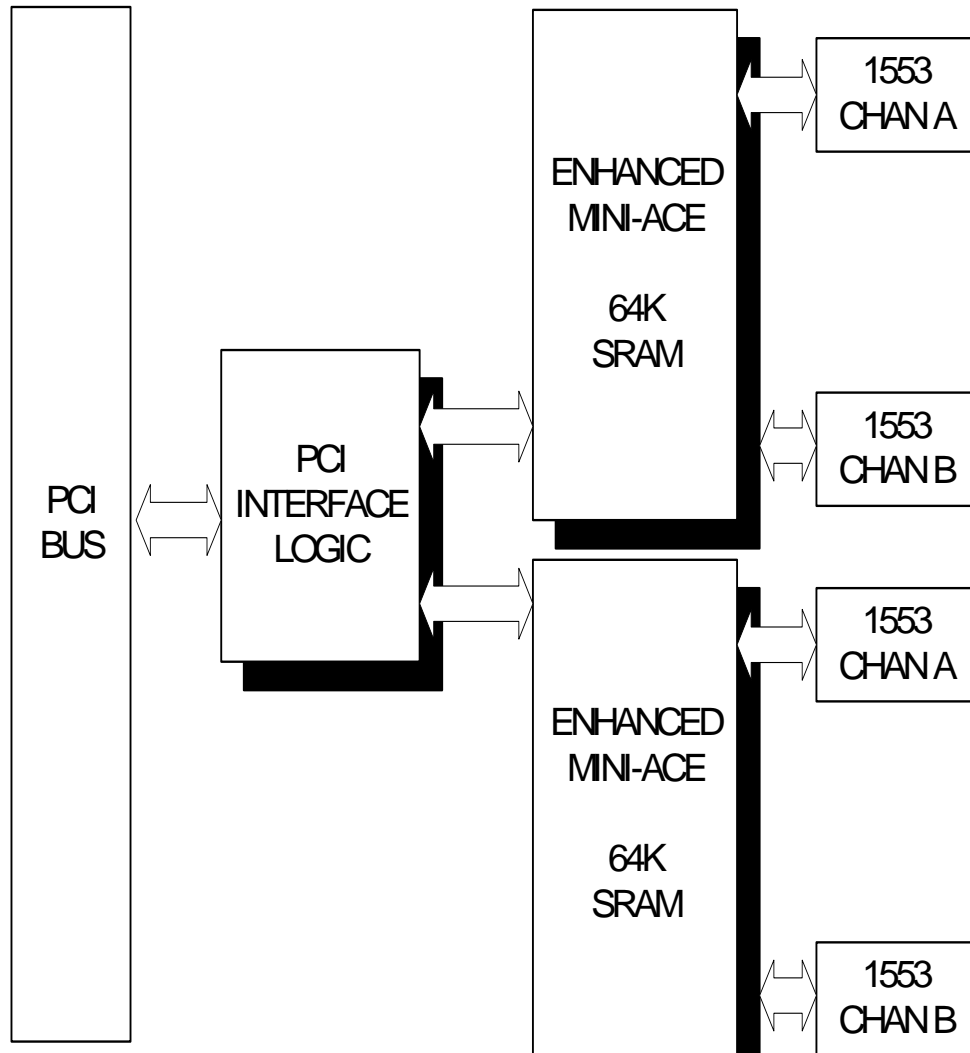 PCI
BUS
PCI
INTERFACE
LOGIC
ENHANCED
MINI-ACE
64K
SRAM
1553
CHAN A
1553
CHAN B
ENHANCED
MINI-ACE
64K
SRAM
1553
CHAN A
1553
CHAN B